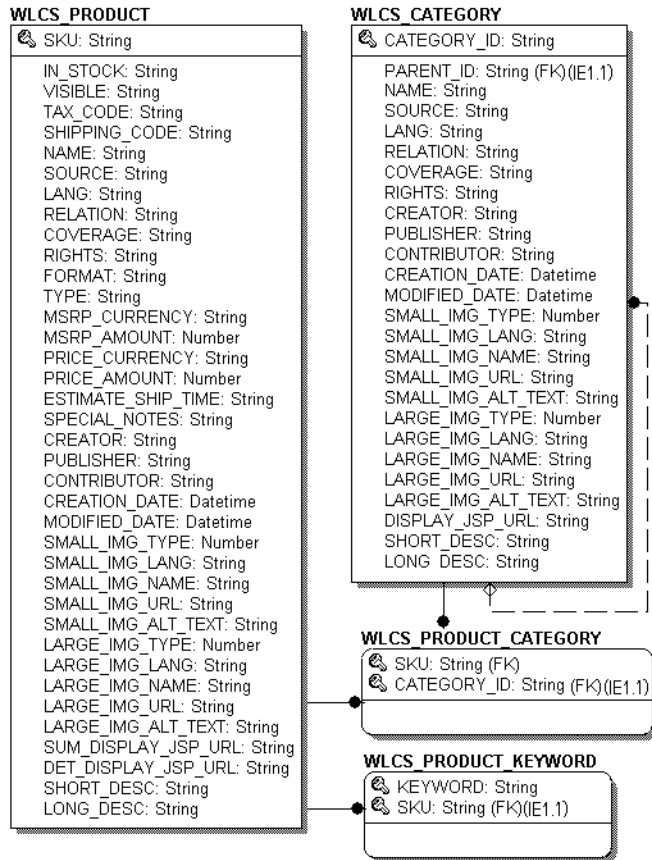 WLCS_PRODUCT
SKU: String
IN_STOCK: String
VISIBLE: String
TAX_CODE: String
SHIPPING_CODE: String
NAME: String
SOURCE: String
LANG: String
RELATION: String
COVERAGE: String
RIGHTS: String
FORMAT: String
TYPE: String
MSRP_CURRENCY: String
MSRP_AMOUNT: Number
PRICE_CURRENCY: String
PRICE_AMOUNT: Number
ESTIMATE_SHIP_TIME: String
SPECIAL_NOTES: String
CREATOR: String
PUBLISHER: String
CONTRIBUTOR: String
CREATION_DATE: Datetime
MODIFIED_DATE: Datetime
SMALL_IMG_TYPE: Number
SMALL_IMG_LANG: String
SMALL_IMG_NAME: String
SMALL_IMG_URL: String
SMALL_IMG_ALT_TEXT: String
LARGE_IMG_TYPE: Number
LARGE_IMG_LANG: String
LARGE_IMG_NAME: String
LARGE_IMG_URL: String
LARGE_IMG_ALT_TEXT: String
SUM_DISPLAY_JSP_URL: String
DET_DISPLAY_JSP_URL: String
SHORT_DESC: String
LONG_DESC: String
WLCS_CATEGORY
CATEGORY_ID: String
PARENT_ID: String (FK)(IE1.1)
NAME: String
SOURCE: String
LANG: String
RELATION: String
COVERAGE: String
RIGHTS: String
CREATOR: String
PUBLISHER: String
CONTRIBUTOR: String
CREATION_DATE: Datetime
MODIFIED_DATE: Datetime
SMALL_IMG_TYPE: Number
SMALL_IMG_LANG: String
SMALL_IMG_NAME: String
SMALL_IMG_URL: String
SMALL_IMG_ALT_TEXT: String
LARGE_IMG_TYPE: Number
LARGE_IMG_LANG: String
LARGE_IMG_NAME: String
LARGE_IMG_URL: String
LARGE_IMG_ALT_TEXT: String
DISPLAY_JSP_URL: String
SHORT_DESC: String
LONG_DESC: String
WLCS_PRODUCT_CATEGORY
SKU: String (FK)
CATEGORY_ID: String (FK)(IE1.1)
WLCS_PRODUCT_KEYWORD
KEYWORD: String
SKU: String (FK)(IE1.1)